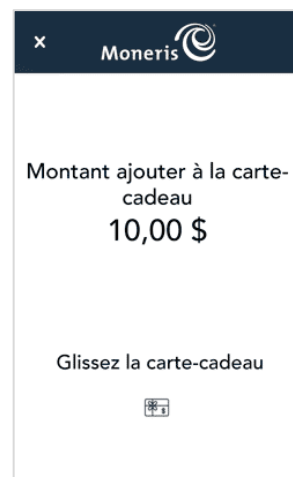 ×
Moneris
Montant ajouter à la carte-
cadeau
10,00 $
Glissez la carte-cadeau